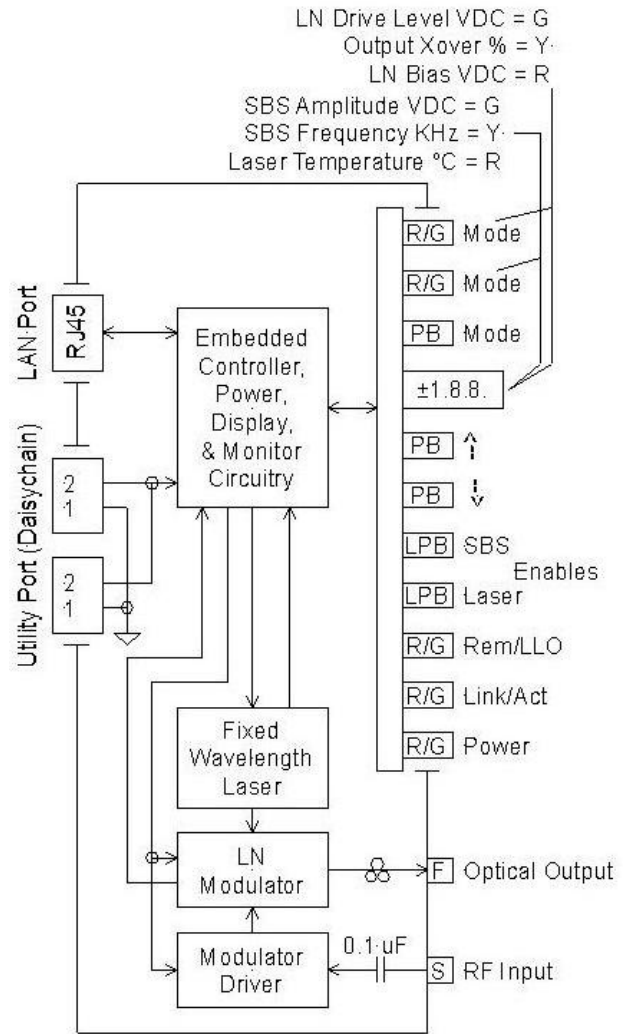 LN Drive Level VDC = G
Output Xover % = Y
LN Bias VDC = R
SBS Amplitude VDC = G
SBS Frequency KHz = Y
Laser Temperature ºC = R
R/G Mode
R/G Mode
PB Mode
±1.8.8.
PB
PB
LPB SBS
Enables
LPB Laser
R/G Rem/LLO
R/G Link/Act
R/G Power
LAN Port
RJ45
Embedded
Controller,
Power,
Display,
& Monitor
Circuitry
Utility Port (Daisychain)
2
1
2
1
Fixed
Wavelength
Laser
LN
Modulator
F Optical Output
Modulator
Driver
0.1 uF
S RF Input